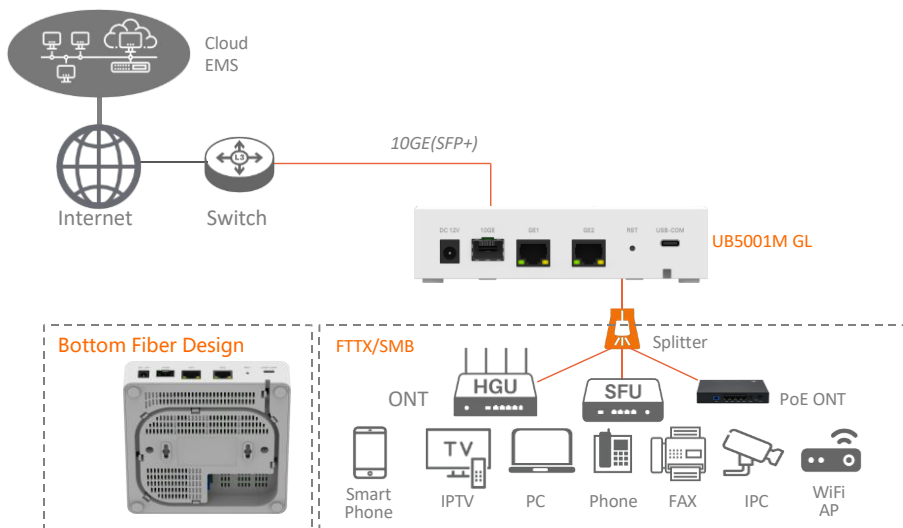 Cloud
EMS
10GE(SFP+)
L3
Internet
Switch
DC 12V
10GE
GE1
GE2
RST
USB-COM
UB5001M GL
Bottom Fiber Design
FTTX/SMB
Splitter
ONT
HGU
SFU
PoE ONT
TV
Smart
Phone
IPTV
PC
Phone
FAX
IPC
WiFi
AP